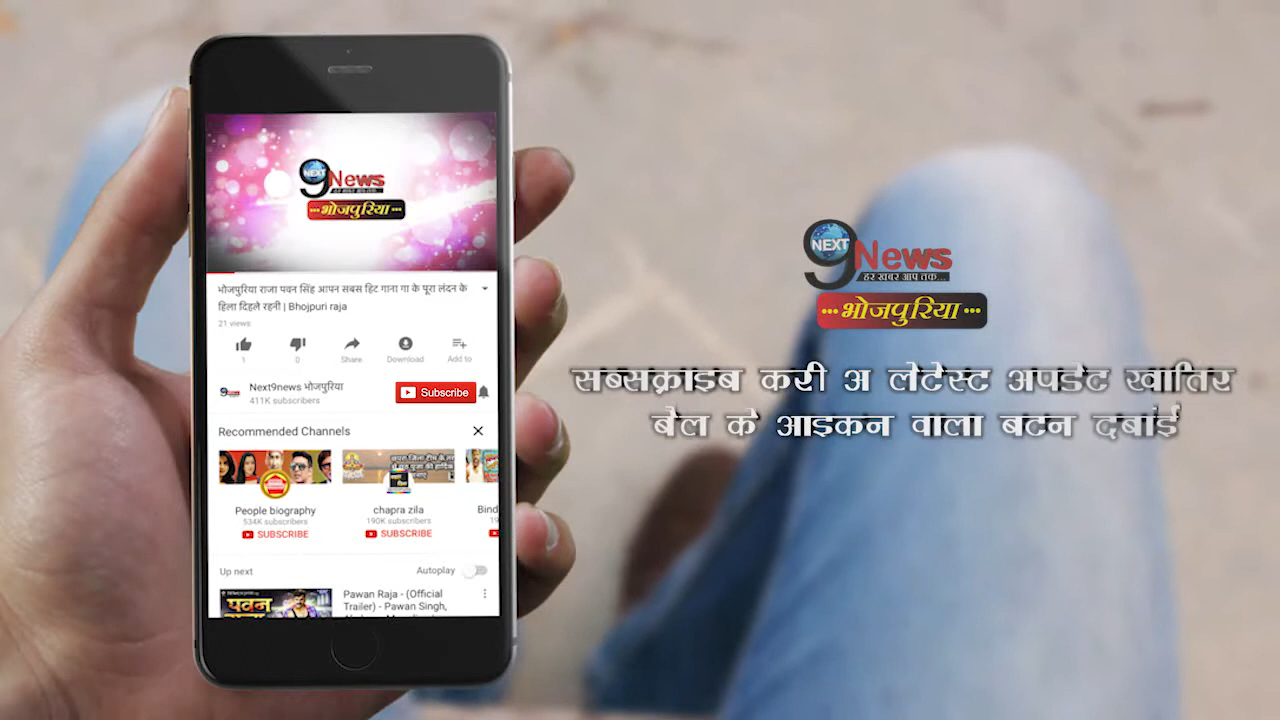 NEXT
9 News
हर खबर आप तक...
•••भोजपुरिया•••
भोजपुरिया राजा पवन सिंह आपन सबस हिट गाना गा के पूरा लंदन के
हिला दिहले रहनी | Bhojpuri raja
21 views
1
0
Share
Download
Add to
Next9news भोजपुरिया
411K subscribers
Subscribe
Recommended Channels
People biography
534K subscribers
SUBSCRIBE
chapra zila
190K subscribers
SUBSCRIBE
Bind
Up next
Autoplay
पवन
Pawan Raja - (Official
Trailer) - Pawan Singh,
NEXT
9 News
हर खबर आप तक...
•••भोजपुरिया•••
सब्सक्राइब करी अ लेटेस्ट अपडेट खातिर
बैल के आइकन वाला बटन दबाई